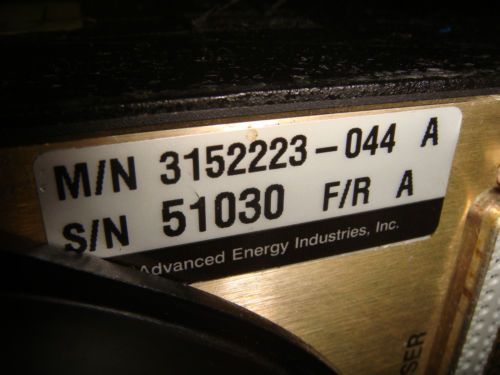 M/N 3152223-044 A
S/N 51030 F/R A
Advanced Energy Industries, Inc.